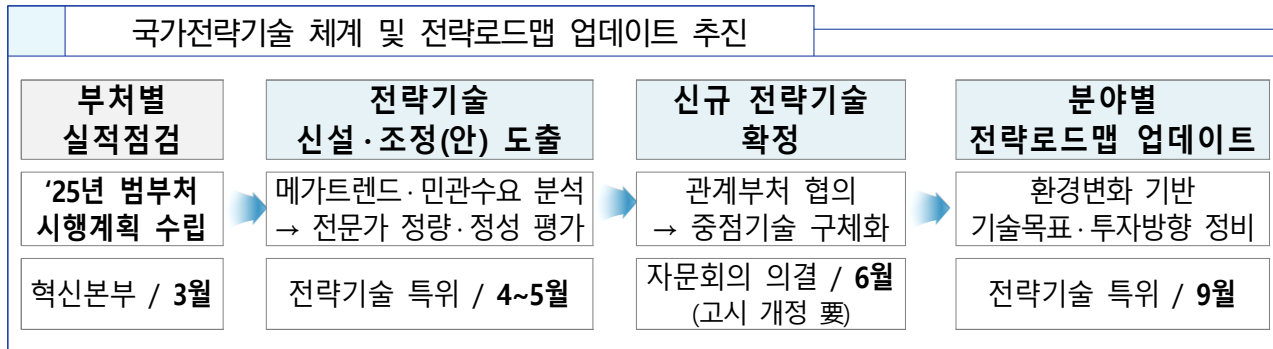 국가전략기술 체계 및 전략로드맵 업데이트 추진
부처별
실적점검
전략기술
신설·조정(안) 도출
신규 전략기술
확정
분야별
전략로드맵 업데이트
‘25년 범부처
시행계획 수립
메가트렌드·민관수요 분석
→ 전문가 정량·정성 평가
관계부처 협의
→ 중점기술 구체화
환경변화 기반
기술목표·투자방향 정비
혁신본부 / 3월
전략기술 특위 / 4~5월
자문회의 의결 / 6월
(고시 개정 要)
전략기술 특위 / 9월